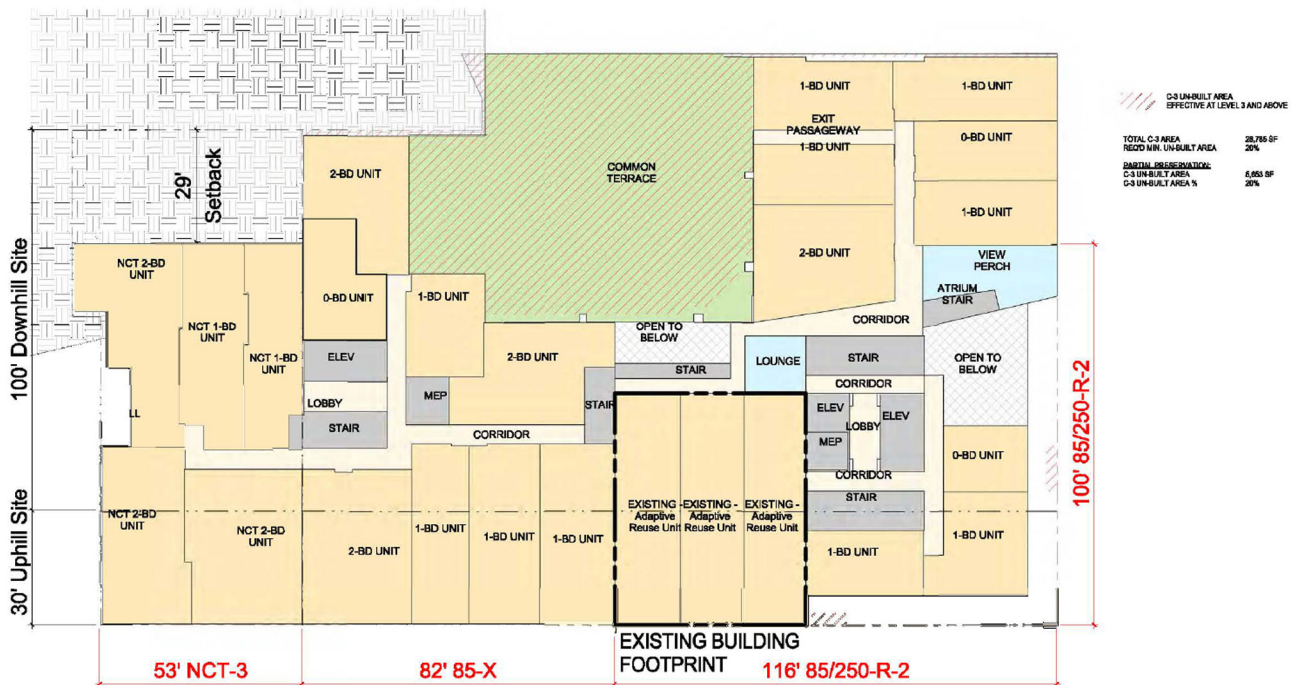 C-3 UN-BUILT AREA
EFFECTIVE AT LEVEL 3 AND ABOVE
TOTAL C-3 AREA 28,785 SF
REQ'D MIN. UN-BUILT AREA 20%
PARTIAL PRESERVATION:
C-3 UN-BUILT AREA 5,653 SF
C-3 UN-BUILT AREA % 20%
1-BD UNIT
1-BD UNIT
EXIT
PASSAGEWAY
1-BD UNIT
0-BD UNIT
COMMON
TERRACE
2-BD UNIT
29'
Setback
1-BD UNIT
2-BD UNIT
VIEW
PERCH
NCT 2-BD
UNIT
0-BD UNIT
1-BD UNIT
ATRIUM
STAIR
100' Downhill Site
NCT 1-BD
UNIT
CORRIDOR
OPEN TO
BELOW
NCT 1-BD
UNIT
ELEV
2-BD UNIT
LOUNGE
STAIR
OPEN TO
BELOW
STAIR
CORRIDOR
MEP
LL
LOBBY
STAIR
ELEV
ELEV
LOBBY
STAIR
CORRIDOR
MEP
0-BD UNIT
CORRIDOR
100' 85/250-R-2
30' Uphill Site
NCT 2-BD
UNIT
NCT 2-BD
UNIT
2-BD UNIT
1-BD UNIT
1-BD UNIT
1-BD UNIT
EXISTING -
Adaptive
Reuse Unit
EXISTING -
Adaptive
Reuse Unit
EXISTING -
Adaptive
Reuse Unit
STAIR
1-BD UNIT
1-BD UNIT
EXISTING BUILDING
FOOTPRINT
53' NCT-3
82' 85-X
116' 85/250-R-2